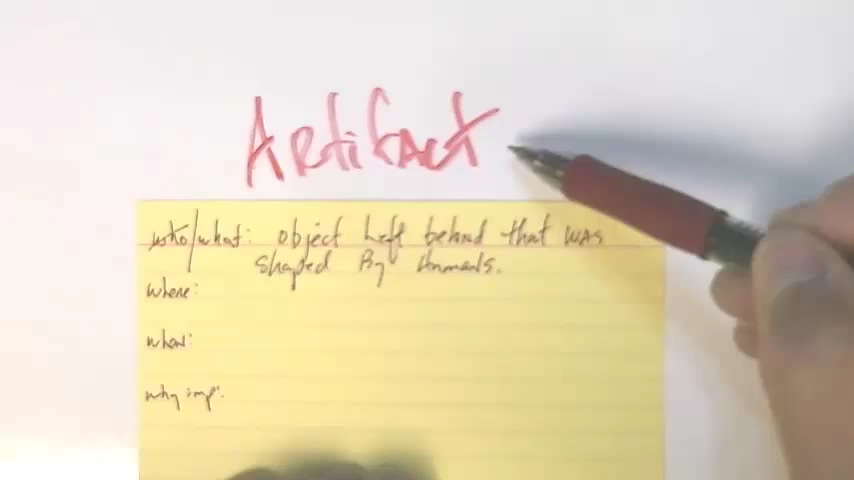 Artifact
who/what: object left behind that was
shaped By Humans.
where:
when:
why imp: